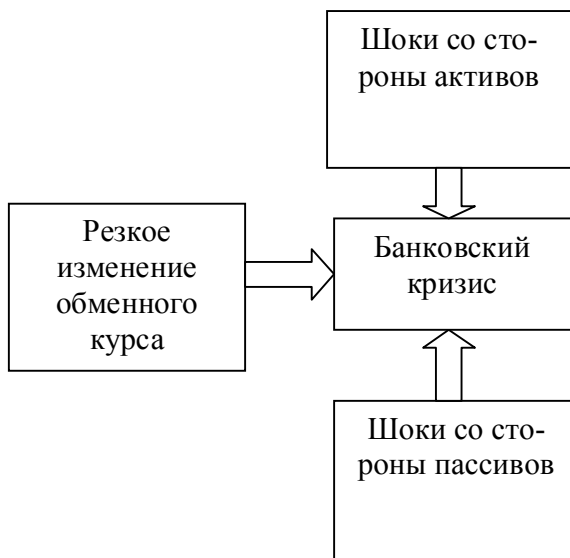 Шоки со сто-
роны активов
Резкое
изменение
обменного
курса
Банковский
кризис
Шоки со сто-
роны пассивов